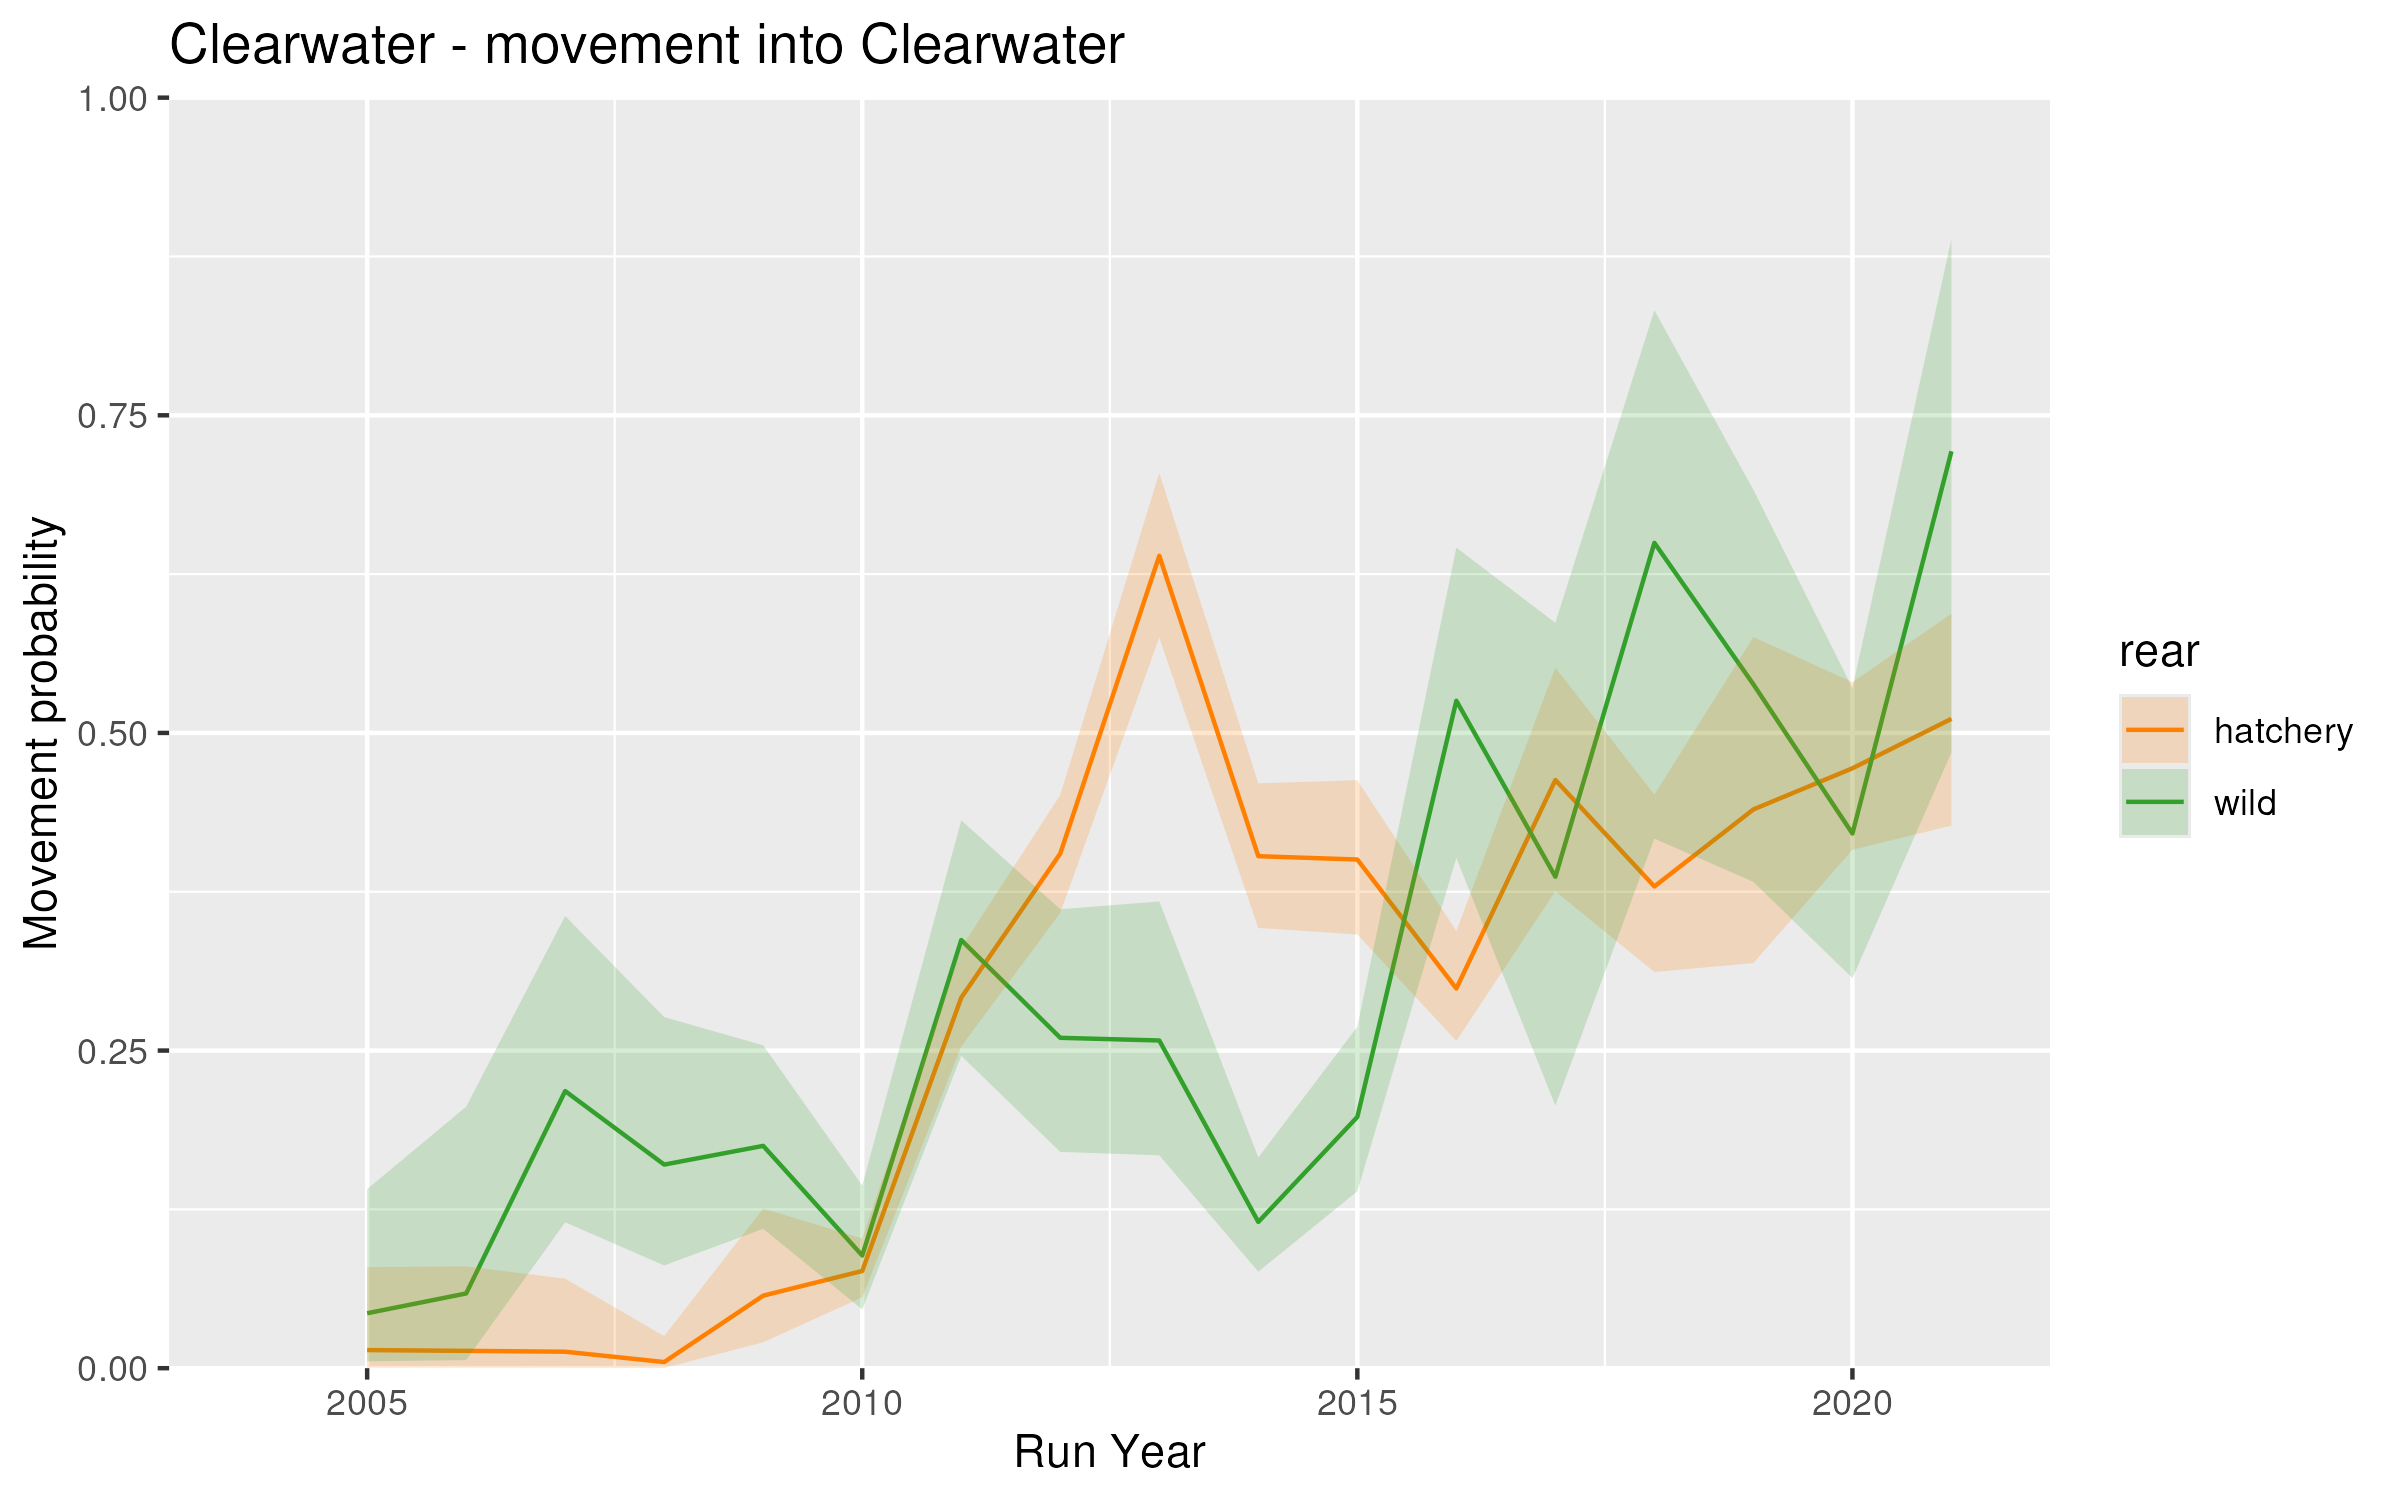 Clearwater - movement into Clearwater
Movement probability
1.00
0.75
0.50
0.25
0.00
2005
2010
2015
2020
Run Year
rear
hatchery
wild